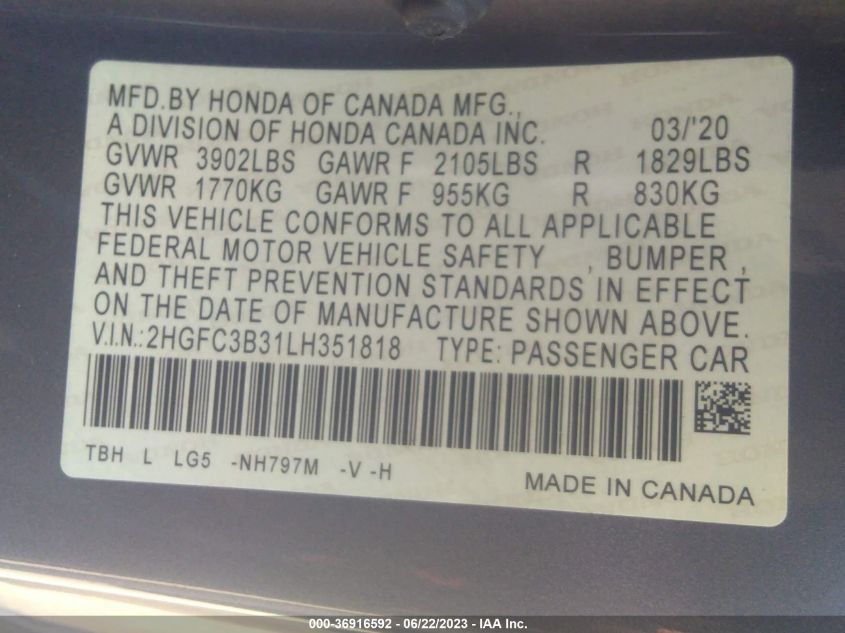 MFD.BY HONDA OF CANADA MFG.,
A DIVISION OF HONDA CANADA INC. 03/'20
GVWR 3902LBS GAWR F 2105LBS R 1829LBS
GVWR 1770KG GAWR F 955KG R 830KG
THIS VEHICLE CONFORMS TO ALL APPLICABLE
FEDERAL MOTOR VEHICLE SAFETY , BUMPER ,
AND THEFT PREVENTION STANDARDS IN EFFECT
ON THE DATE OF MANUFACTURE SHOWN ABOVE.
V.I.N.:2HGFC3B31LH351818 TYPE: PASSENGER CAR
TBH L LG5 -NH797M -V -H
MADE IN CANADA
000-36916592 - 06/22/2023 - IAA Inc.